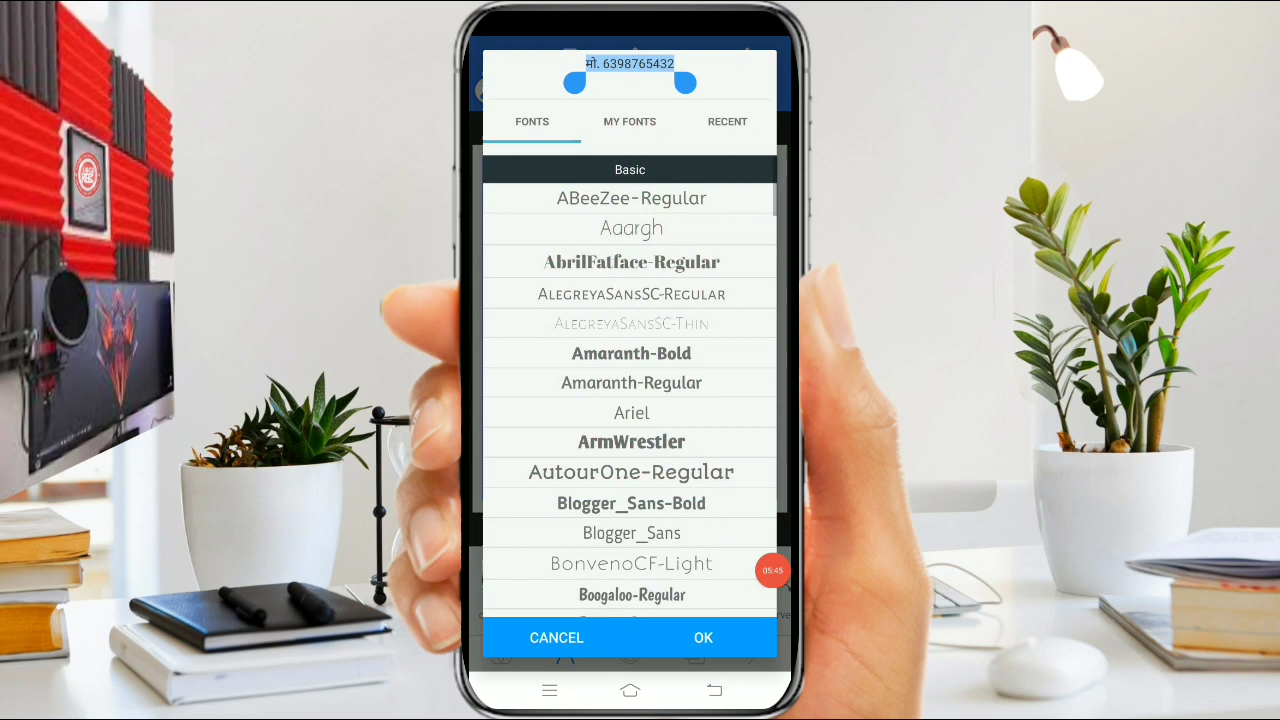 मो. 6398765432
FONTS
MY FONTS
RECENT
Basic
ABeeZee-Regular
Aaargh
AbrilFatface-Regular
AlegreyaSansSC-Regular
AlegreyaSansSC-Thin
Amaranth-Bold
Amaranth-Regular
Ariel
ArmWrestler
AutourOne-Regular
Blogger_Sans-Bold
Blogger_Sans
BonvenoCF-Light
Boogaloo-Regular
05:45
CANCEL
OK